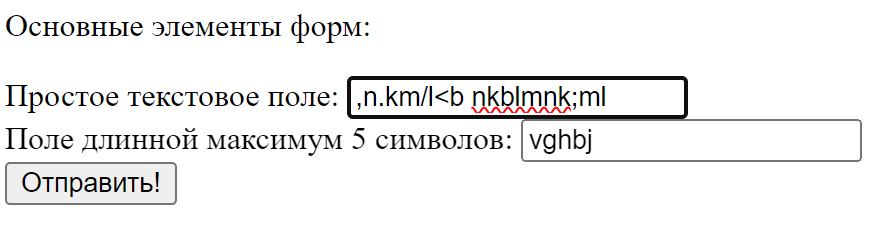 Основные элементы форм:
Простое текстовое поле: ,n.km/l<b nkblmnk;ml
Поле длинной максимум 5 символов: vghbj
Отправить!